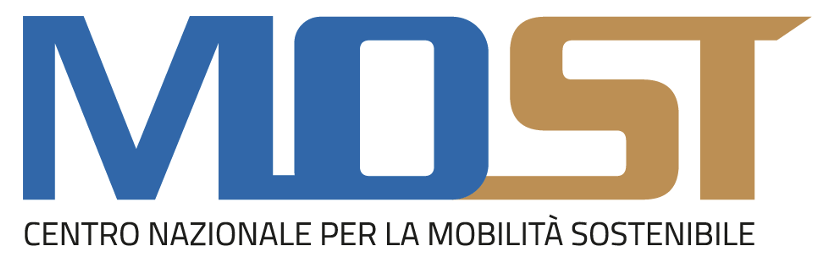 MOST
CENTRO NAZIONALE PER LA MOBILITÀ SOSTENIBILE